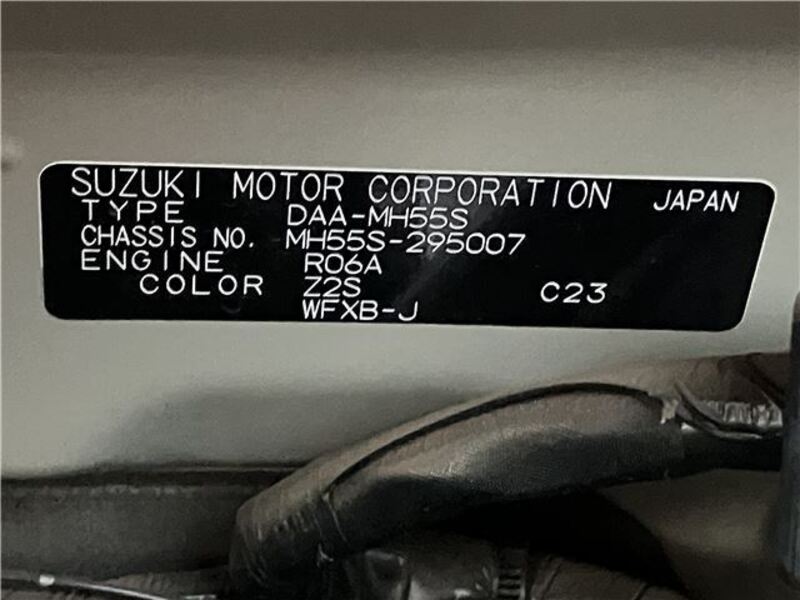 SUZUKI MOTOR CORPORATION JAPAN
TYPE DAA-MH55S
CHASSIS NO. MH55S-295007
ENGINE R06A
COLOR Z2S C23
WFXB-J